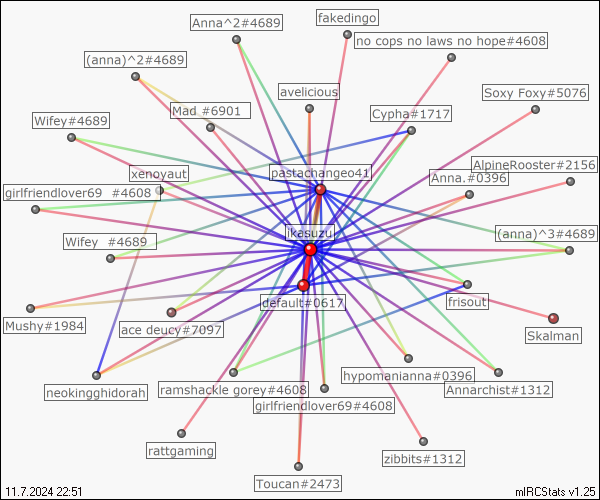 Anna^2#4689
fakedingo
no cops no laws no hope#4608
(anna)^2#4689
avelicious
Soxy Foxy#5076
Mad #6901
Cypha#1717
Wifey#4689
xenoyaut
pastachangeo41
AlpineRooster#2156
Anna.#0396
girlfriendlover69 #4608
ikasuzu
(anna)^3#4689
Wifey #4689
default#0617
frisout
Mushy#1984
ace deucy#7097
Skalman
hypomanianna#0396
neokingghidorah
ramshackle gorey#4608
Annarchist#1312
girlfriendlover69#4608
rattgaming
zibbits#1312
Toucan#2473
11.7.2024 22:51
mIRCStats v1.25